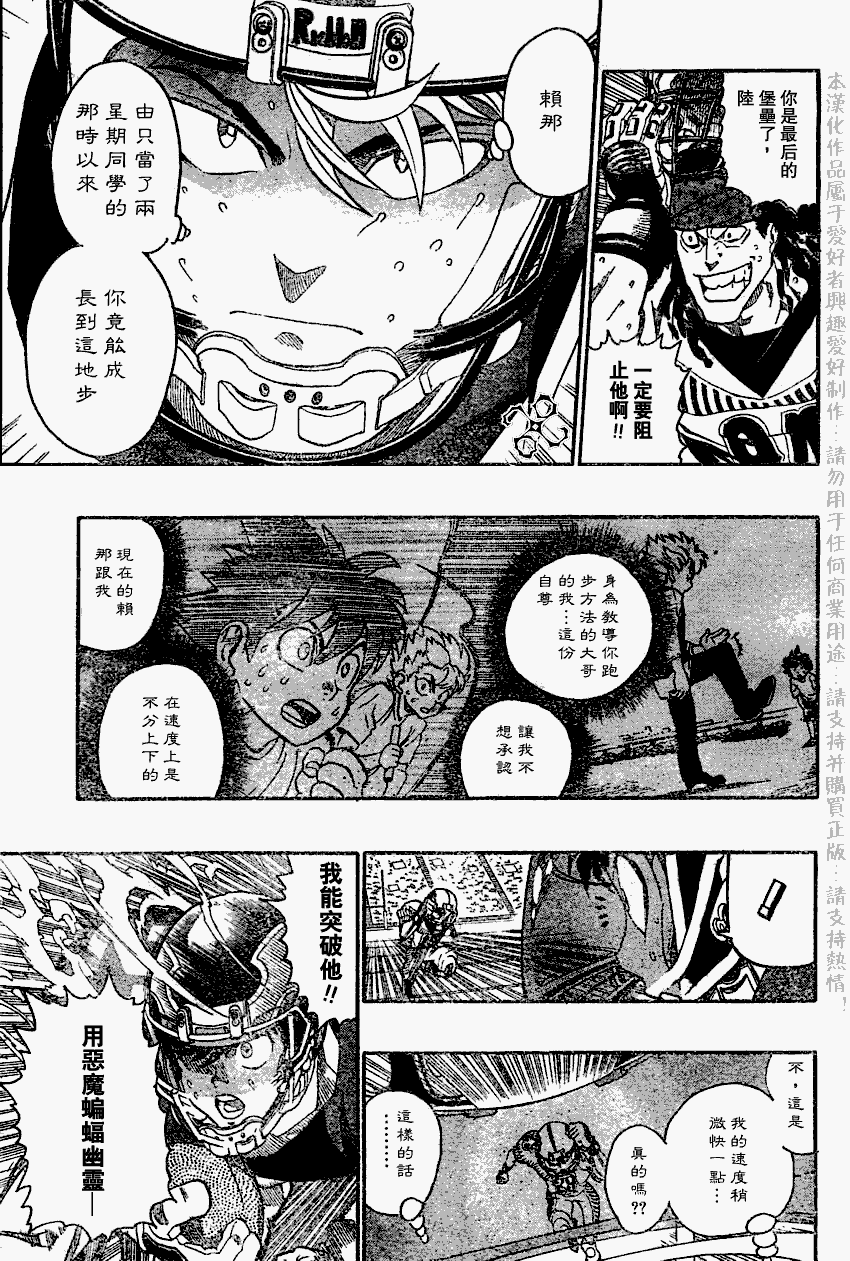 你是最后的
堡壘了，
陸
一定要阻
止他啊!!
賴那
由只當了兩
星期同學的
那時以來
你竟能成
長到這地步
Riddell
身為教導你跑
步方法的大哥
的我…這份
自尊
讓我不
想承認
現在的賴
那跟我
在速度上是
不分上下的
!
不，這是
我的速度稍
微快一點…
真的嗎??
這樣的話
………
我能突破他!!
用惡魔蝙蝠幽靈—
本漢化作品屬于愛好者興趣愛好制作…請勿用于任何商業用途…請支持并購買正版…請支持熱情！